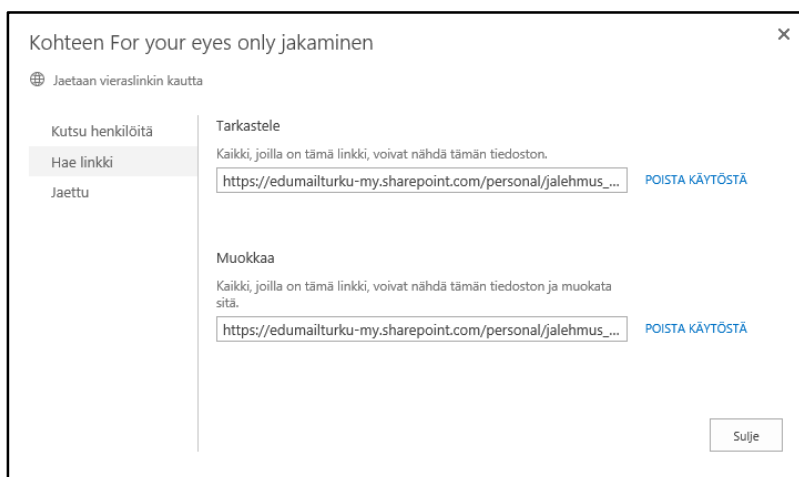 Kohteen For your eyes only jakaminen
Jaetaan vieraslinkin kautta
Kutsu henkilöitä
Hae linkki
Jaettu
Tarkastele
Kaikki, joilla on tämä linkki, voivat nähdä tämän tiedoston.
https://edumailturku-my.sharepoint.com/personal/jalehmus_...
POISTA KÄYTÖSTÄ
Muokkaa
Kaikki, joilla on tämä linkki, voivat nähdä tämän tiedoston ja muokata
sitä.
https://edumailturku-my.sharepoint.com/personal/jalehmus_...
POISTA KÄYTÖSTÄ
Sulje